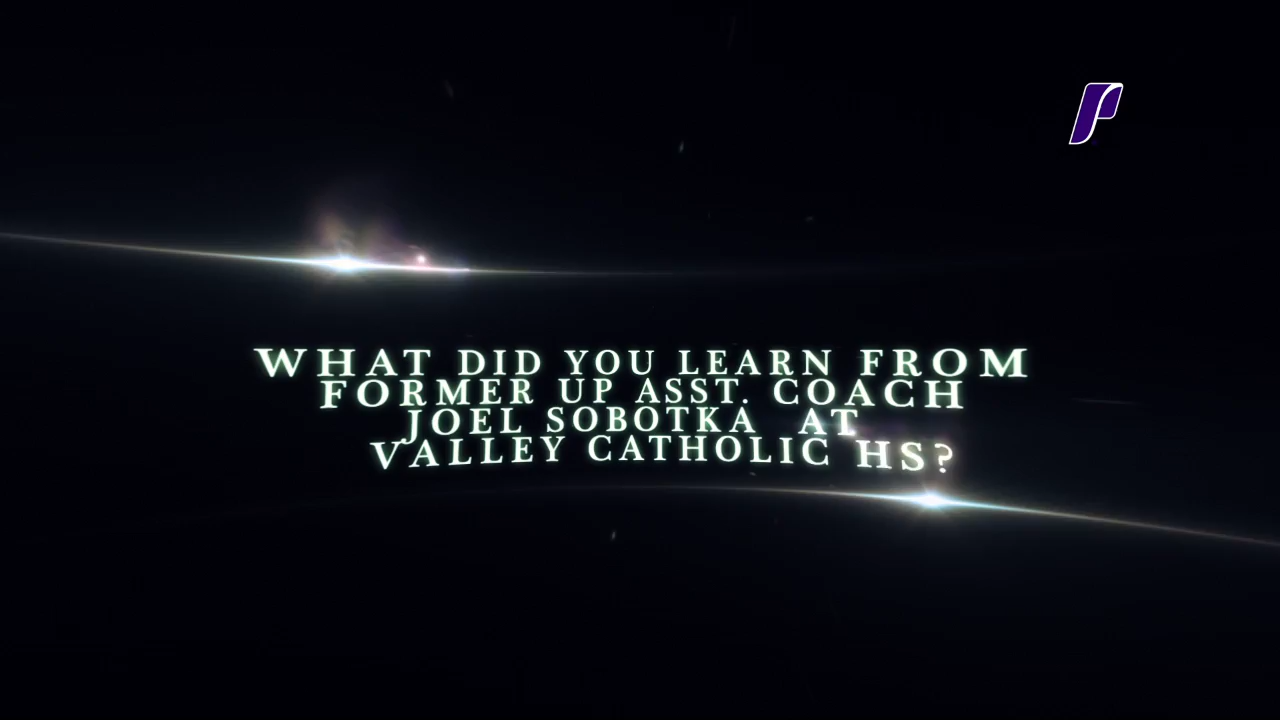 WHAT DID YOU LEARN FROM
FORMER UP ASST. COACH
JOEL SOBOTKA AT
VALLEY CATHOLIC HS?
P